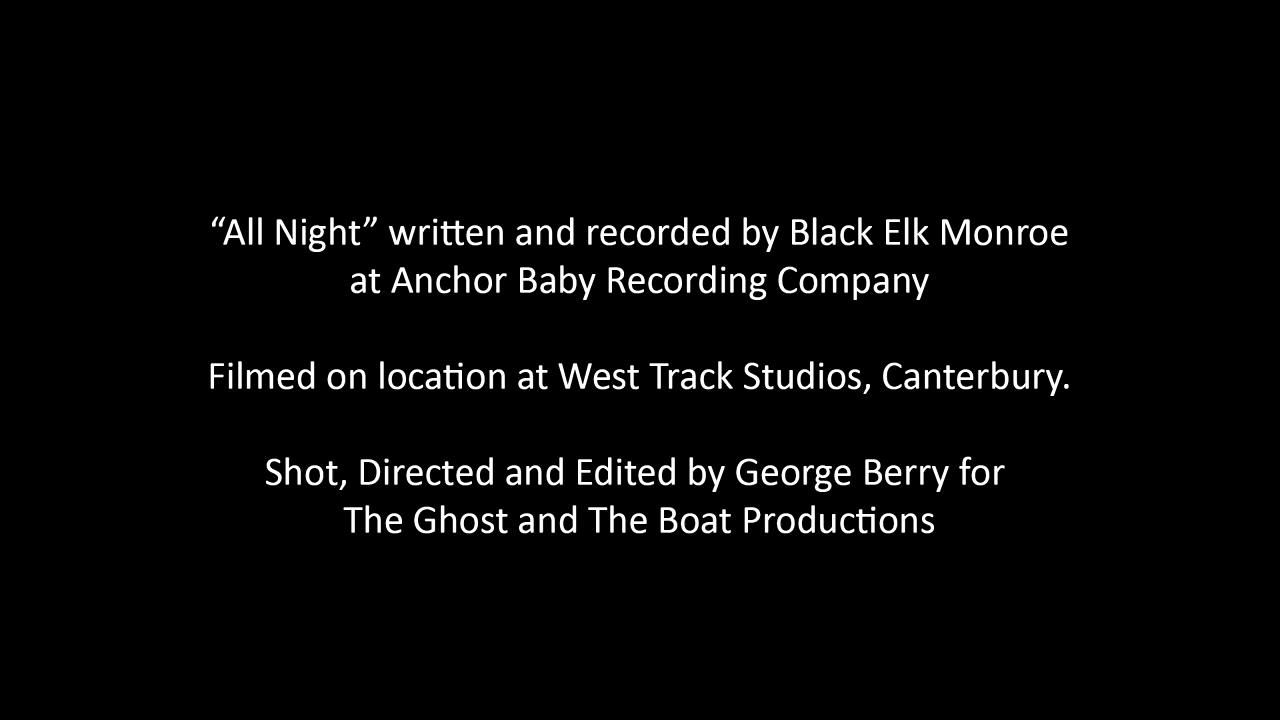 “All Night” written and recorded by Black Elk Monroe
at Anchor Baby Recording Company
Filmed on location at West Track Studios, Canterbury.
Shot, Directed and Edited by George Berry for
The Ghost and The Boat Productions